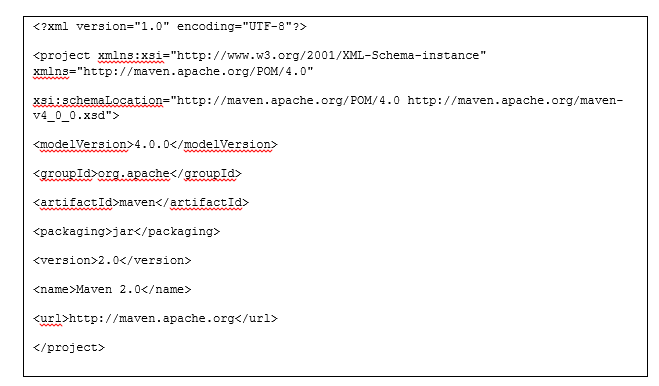 <?xml version="1.0" encoding="UTF-8"?>
<project xmlns:xsi="http://www.w3.org/2001/XML-Schema-instance"
xmlns="http://maven.apache.org/POM/4.0"
xsi:schemaLocation="http://maven.apache.org/POM/4.0 http://maven.apache.org/maven-
v4_0_0.xsd">
<modelVersion>4.0.0</modelVersion>
<groupId>org.apache</groupId>
<artifactId>maven</artifactId>
<packaging>jar</packaging>
<version>2.0</version>
<name>Maven 2.0</name>
<url>http://maven.apache.org</url>
</project>